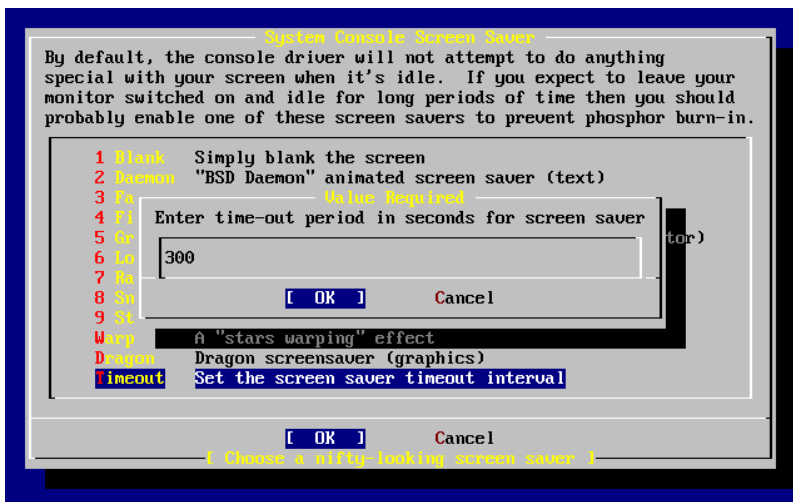 System Console Screen Saver
By default, the console driver will not attempt to do anything
special with your screen when it's idle.  If you expect to leave your
monitor switched on and idle for long periods of time then you should
probably enable one of these screen savers to prevent phosphor burn-in.
1 Blank   Simply blank the screen
2 Daemon  "BSD Daemon" animated screen saver (text)
3 Fa
Value Required
4 Fi
Enter time-out period in seconds for screen saver
5 Gr
tor)
6 Lo
300
7 Ra
8 Sn
[  OK  ]     Cancel
9 St
Warp    A "stars warping" effect
Dragon  Dragon screensaver (graphics)
Timeout Set the screen saver timeout interval
[  OK  ]     Cancel
[ Choose a nifty-looking screen saver ]